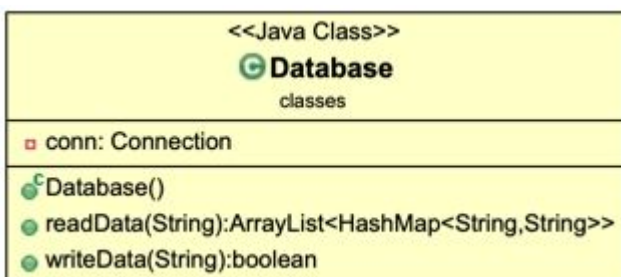 <<Java Class>>
Database
classes
conn: Connection
Database()
readData(String):ArrayList<HashMap<String,String>>
writeData(String):boolean